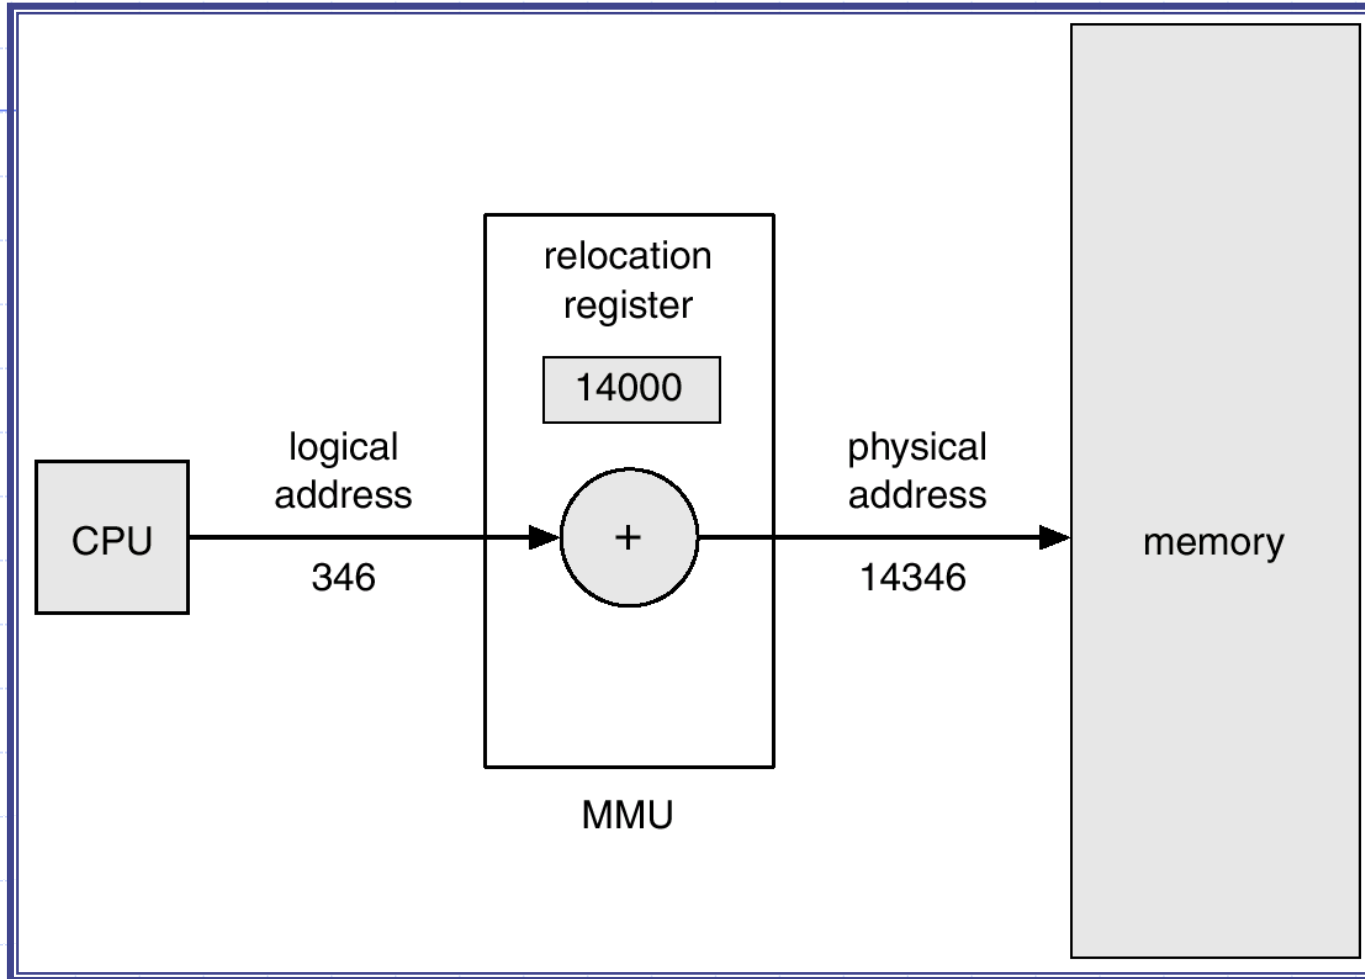 relocation
register
14000
logical
address
physical
address
CPU
+
memory
346
14346
MMU